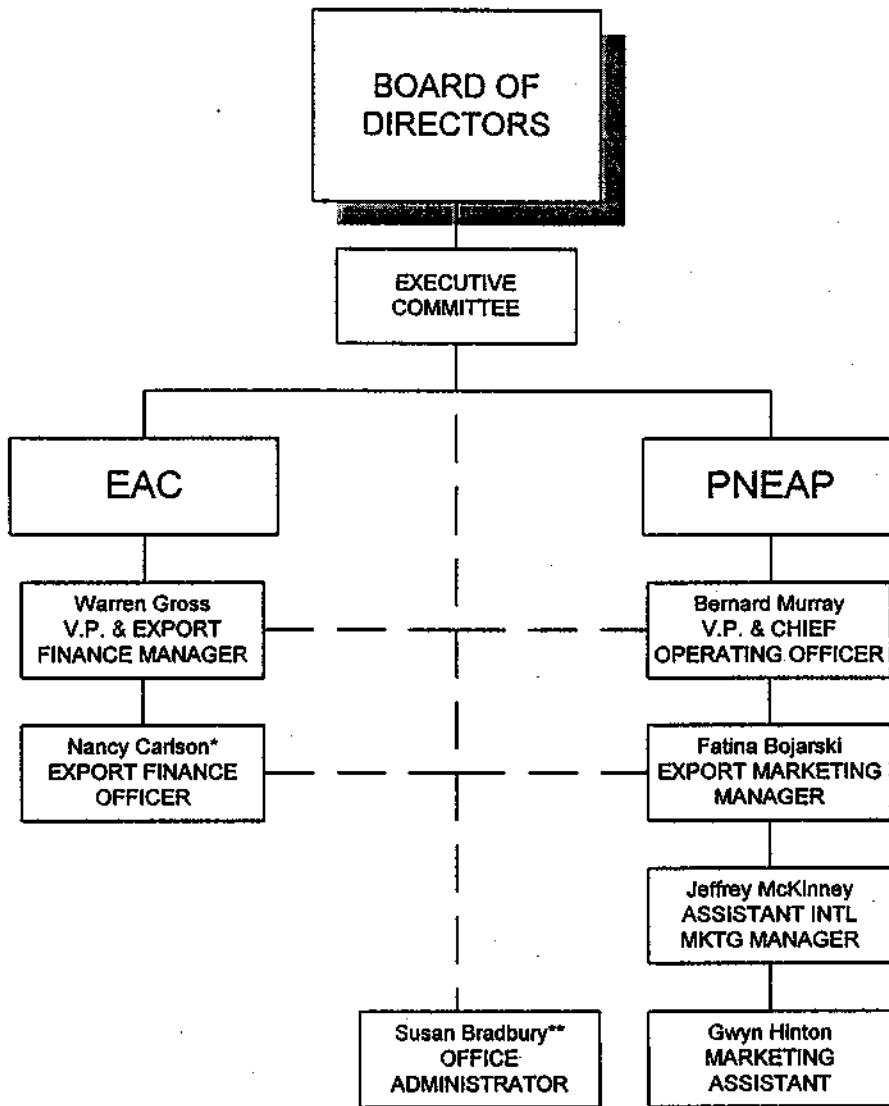 BOARD OF
DIRECTORS
EXECUTIVE
COMMITTEE
EAC
PNEAP
Warren Gross
V.P. & EXPORT
FINANCE MANAGER
Bernard Murray
V.P. & CHIEF
OPERATING OFFICER
Nancy Carlson*
EXPORT FINANCE
OFFICER
Fatina Bojarski
EXPORT MARKETING
MANAGER
Jeffrey McKinney
ASSISTANT INTL
MKTG MANAGER
Susan Bradbury**
OFFICE
ADMINISTRATOR
Gwyn Hinton
MARKETING
ASSISTANT